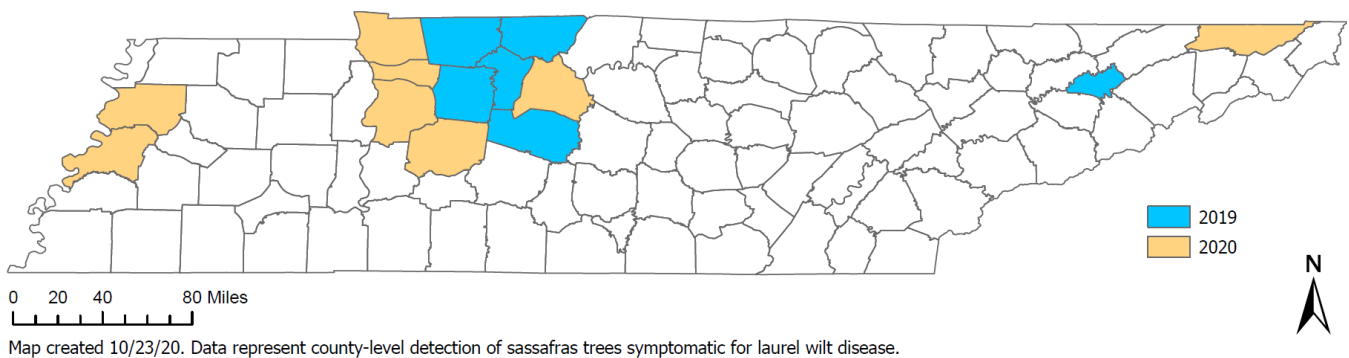 2019
2020
N
0 20 40 80 Miles
Map created 10/23/20. Data represent county-level detection of sassafras trees symptomatic for laurel wilt disease.